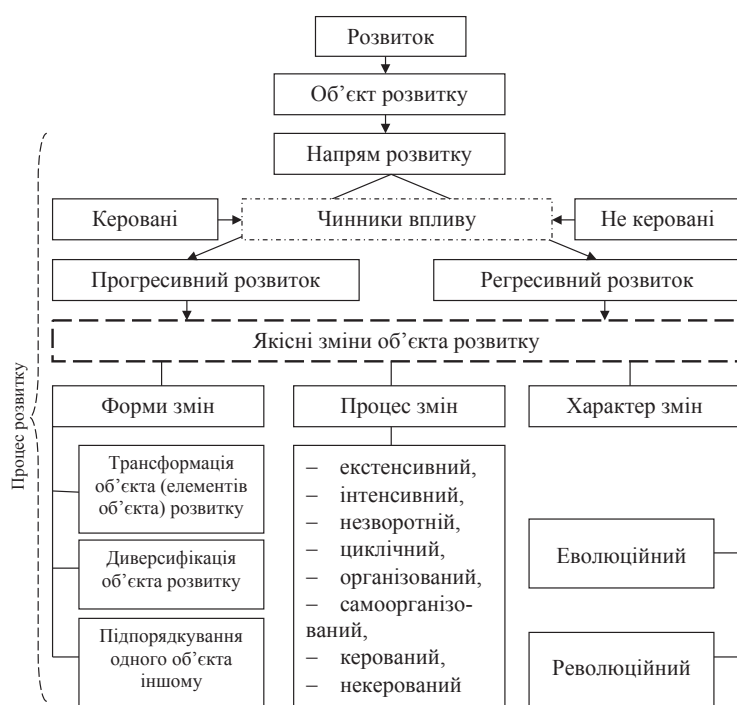 Розвиток
Об’єкт розвитку
Напрям розвитку
Керовані
Чинники впливу
Не керовані
Прогресивний розвиток
Регресивний розвиток
Якісні зміни об’єкта розвитку
Процес розвитку
Форми змін
Процес змін
Характер змін
Трансформація
об’єкта (елементів
об’єкта) розвитку
Диверсифікація
об’єкта розвитку
Підпорядкування
одного об’єкта
іншому
– екстенсивний,
– інтенсивний,
– незворотній,
– циклічний,
– організований,
– самоорганізо-
ваний,
– керований,
– некерований
Еволюційний
Революційний